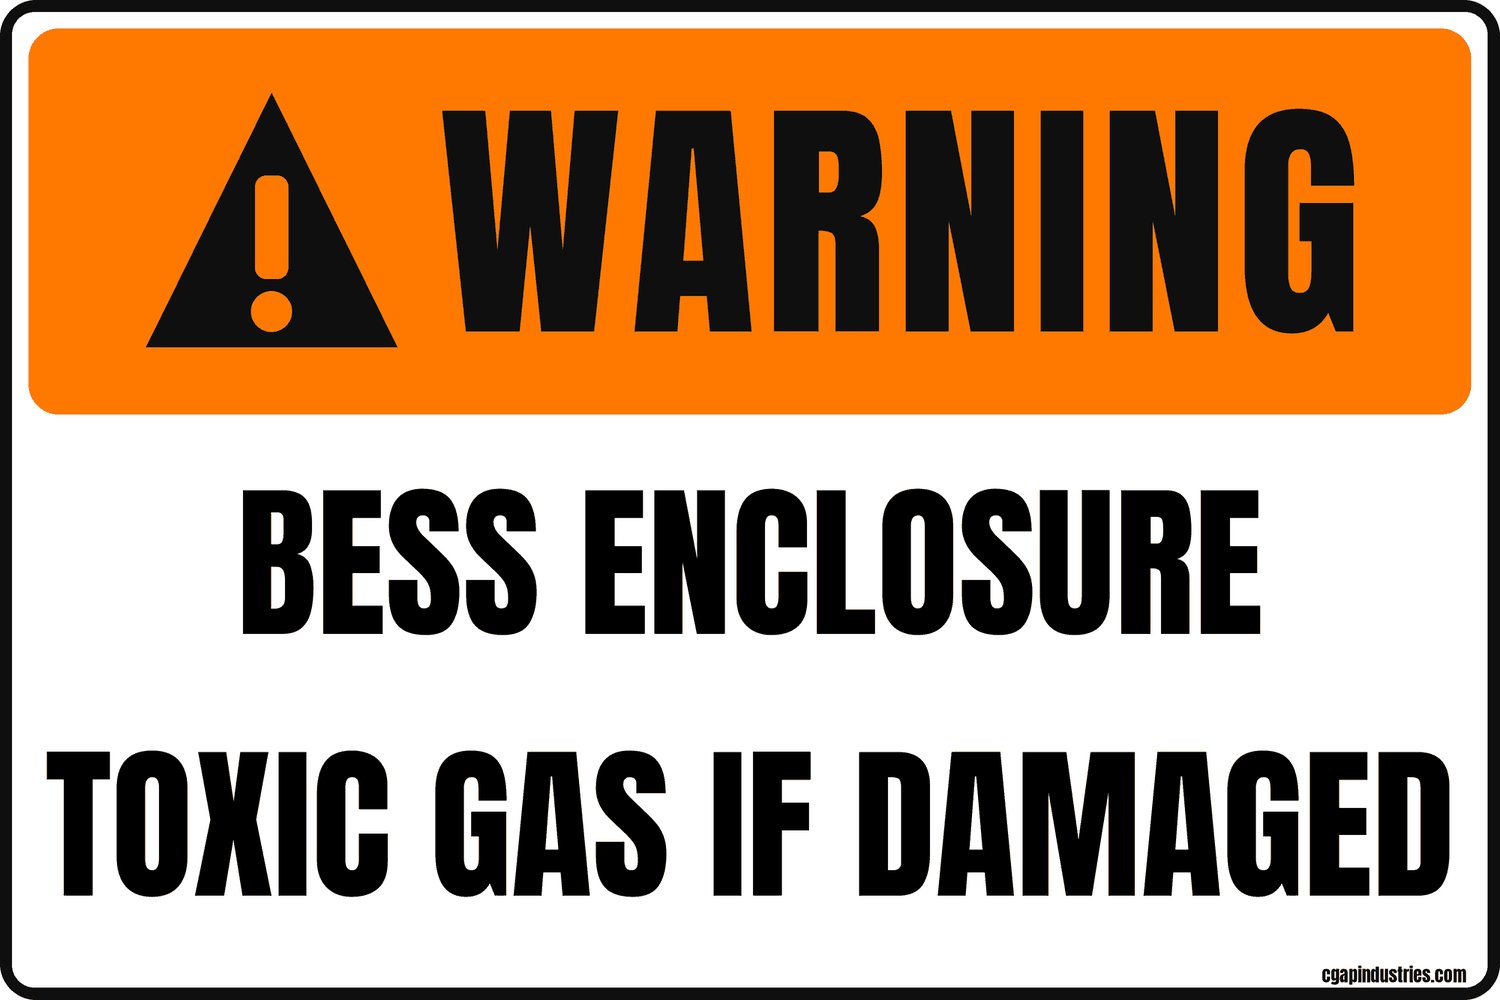 WARNING
BESS ENCLOSURE
TOXIC GAS IF DAMAGED
cgapindustries.com